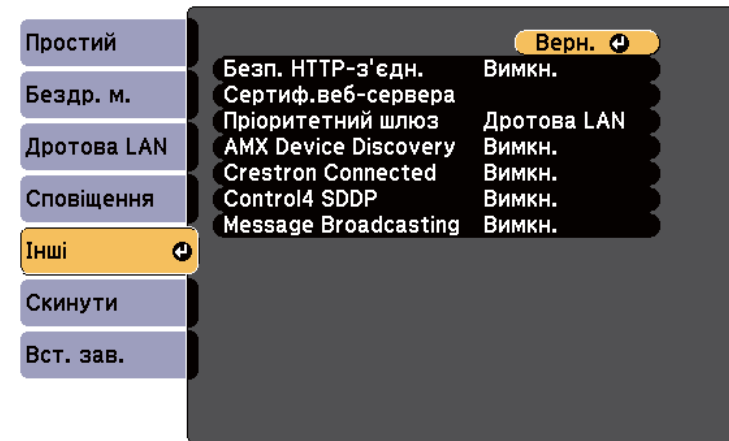 Простий
Бездр. м.
Дротова LAN
Сповіщення
Інші
Скинути
Вст. зав.
Верн.
Безп. HTTP-з'єдн. Вимкн.
Сертиф.веб-сервера
Пріоритетний шлюз Дротова LAN
AMX Device Discovery Вимкн.
Crestron Connected Вимкн.
Control4 SDDP Вимкн.
Message Broadcasting Вимкн.